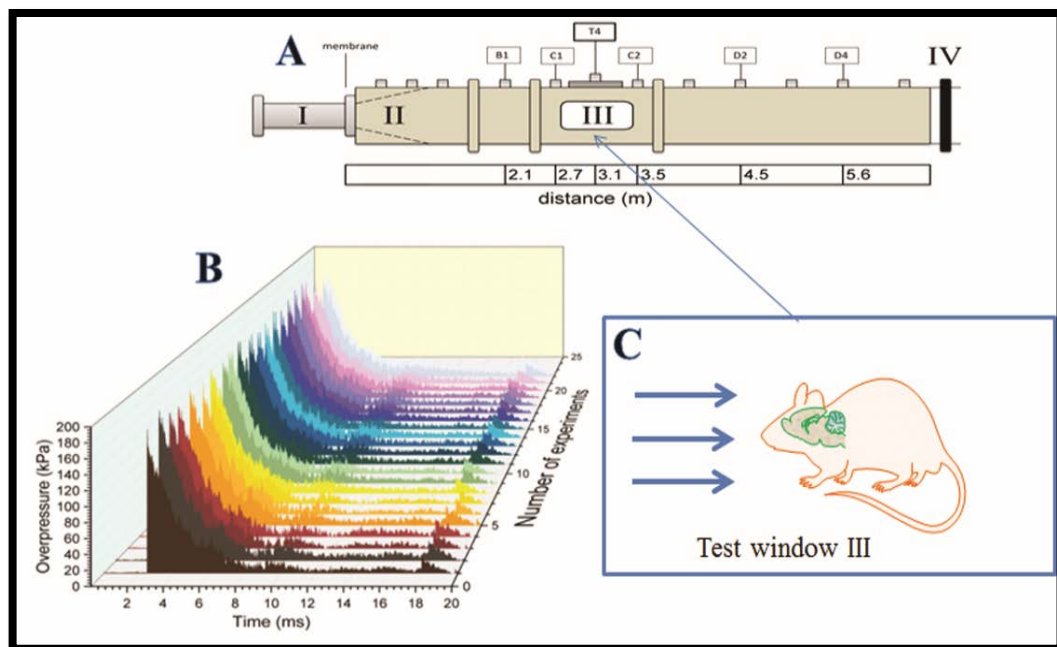 A
membrane
B1
C1
T4
C2
D2
D4
IV
I
II
III
2.1
2.7
3.1
3.5
4.5
5.6
distance (m)
B
200
180
160
140
120
100
80
60
40
20
0
Overpressure (kPa)
2
4
6
8
10
12
14
16
18
20
Time (ms)
0
5
10
15
20
25
Number of experiments
C
Test window III